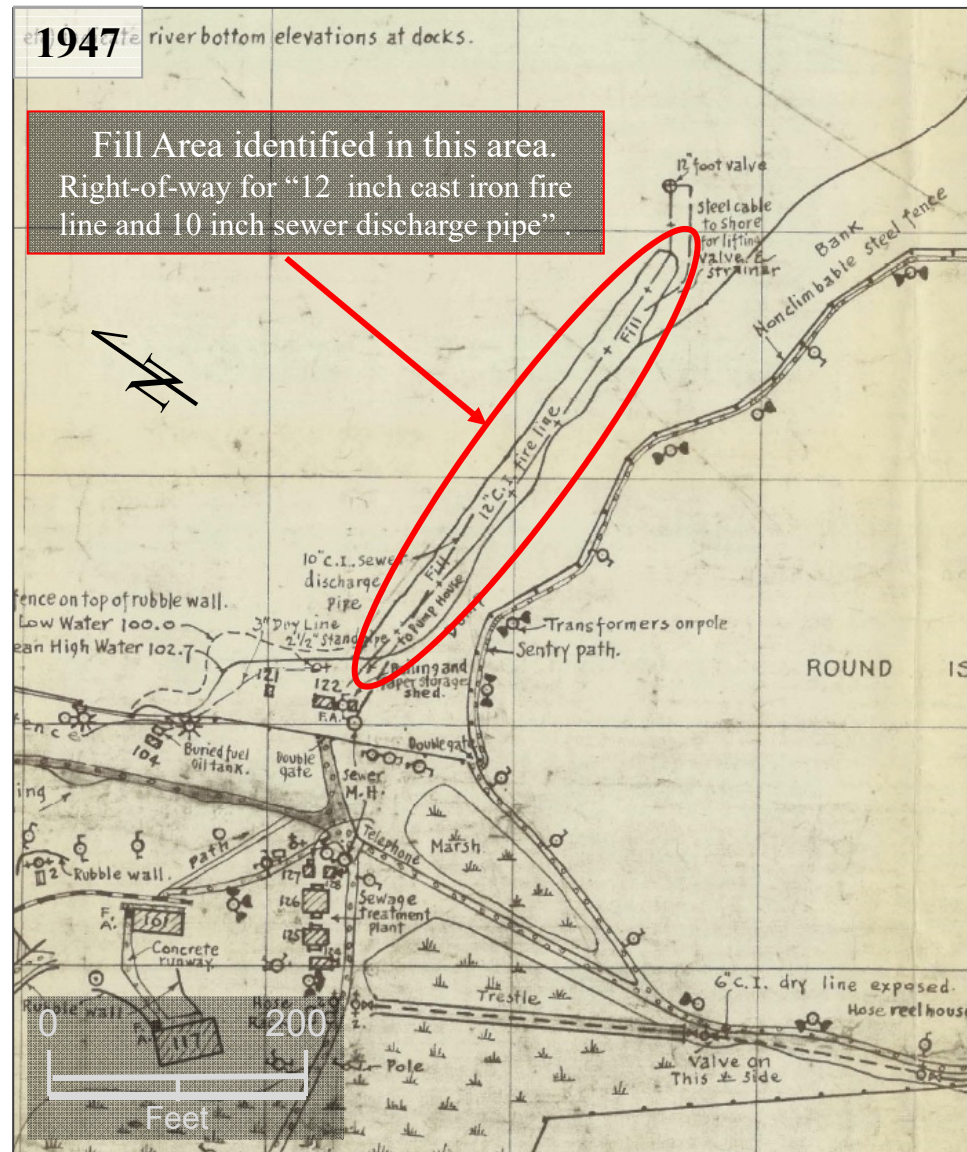 1947
river bottom elevations at docks.
Fill Area identified in this area.
Right-of-way for “12 inch cast iron fire
line and 10 inch sewer discharge pipe” .
12" foot valve
Steel cable
to shore
for lifting
valve. &
strainer
Bank
Nonclimbable steel fence
N
Fill
12" C.I. fire line
10" C.I. sewer
discharge
pipe
Fill
to Pump House
fence on top of rubble wall.
Low Water 100.0
ean High Water 102.7
3" Dry Line
2½" Stand pipe
Transformers on pole
Sentry path.
ROUND IS
121
122
Baling and
paper storage
shed.
F.A.
ence
104
Buried fuel
oil tank.
Double
gate
Double gate
Sewer
M.H.
ing
Path
Telephone
Marsh
2
Rubble wall.
127
128
126
Sewage
treatment
plant
125
124
F.
A.
161
Concrete
runway
Trestle
6" C.I. dry line exposed.
Hose reel house
Rubble wall
Hose
2.
F.
A.
117
Pole
Valve on
This side
0 200
Feet